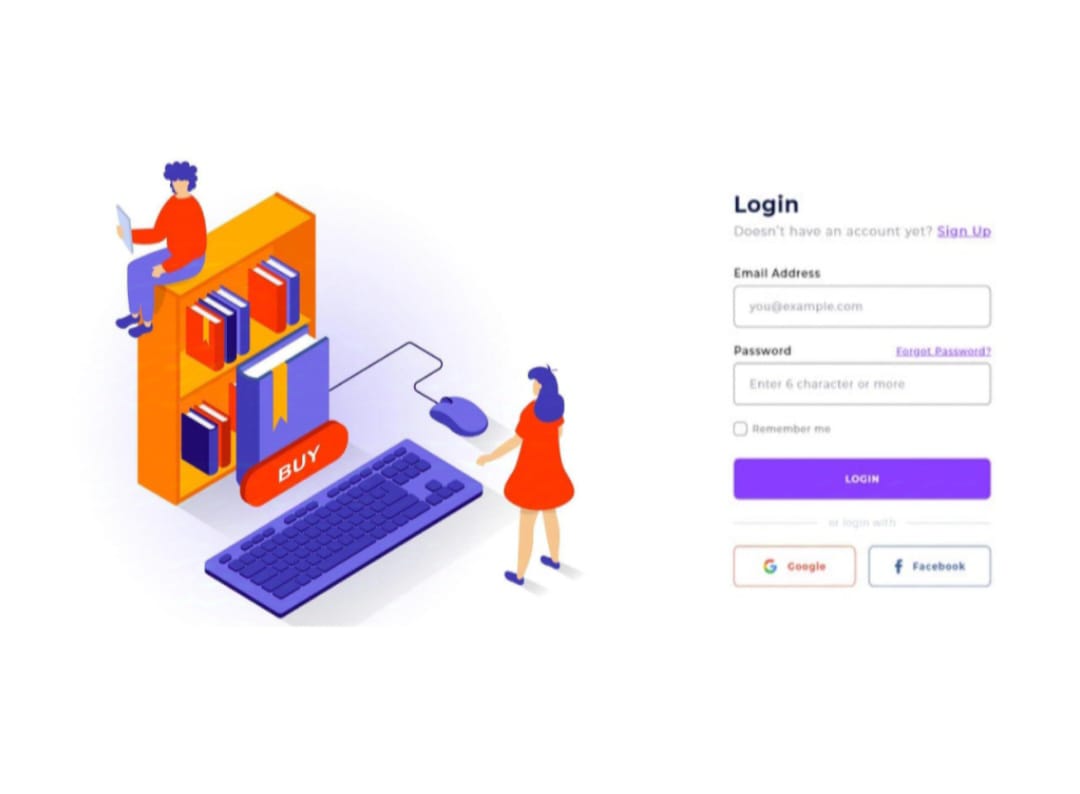 BUY
Login
Doesn't have an account yet? Sign Up
Email Address
you@example.com
Password Forgot Password?
Enter 6 character or more
Remember me
LOGIN
or login with
Google Facebook